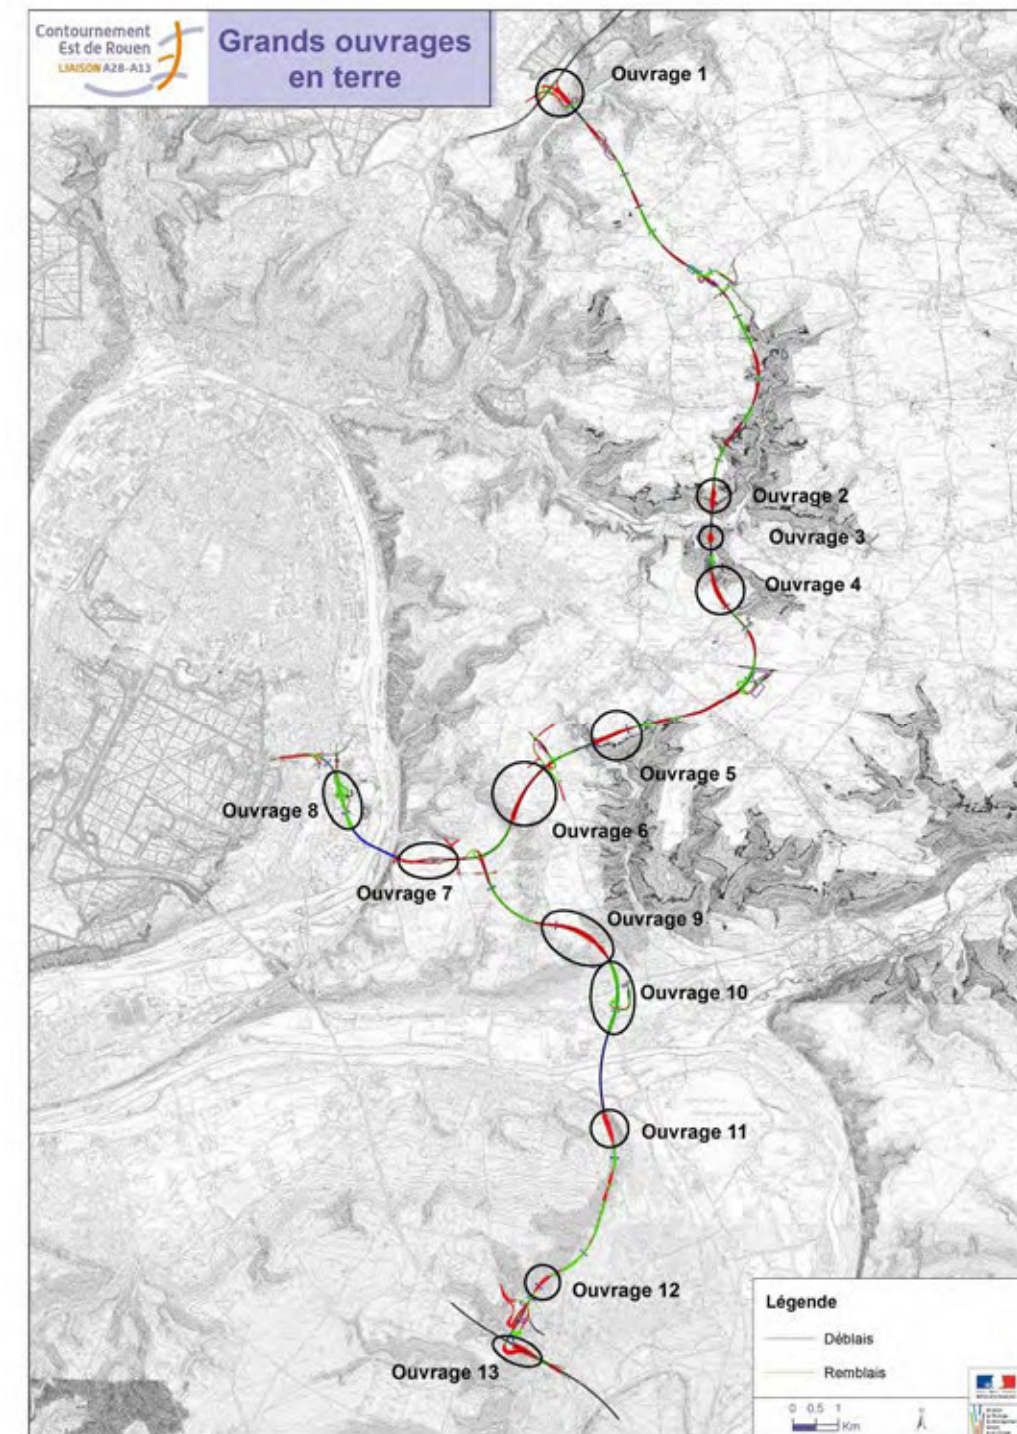 Contournement
Est de Rouen
LIAISON A28-A13
Grands ouvrages
en terre
Ouvrage 1
Ouvrage 2
Ouvrage 3
Ouvrage 4
Ouvrage 5
Ouvrage 6
Ouvrage 8
Ouvrage 7
Ouvrage 9
Ouvrage 10
Ouvrage 11
Ouvrage 12
Ouvrage 13
Légende
Déblais
Remblais
0 0.5 1
Km